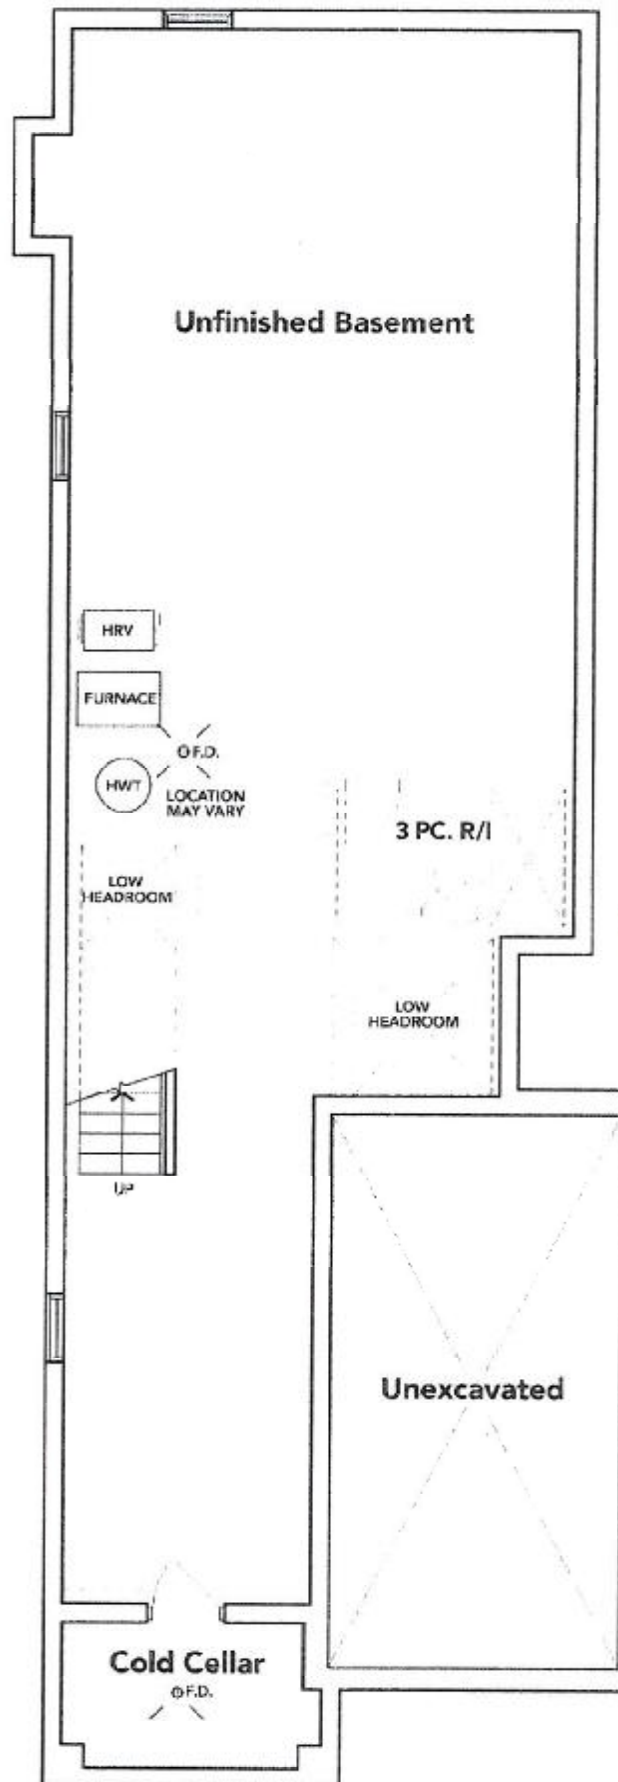 Unfinished Basement
HRV
FURNACE
F.D.
HWT
LOCATION
MAY VARY
3 PC. R/I
LOW
HEADROOM
LOW
HEADROOM
UP
Unexcavated
Cold Cellar
F.D.